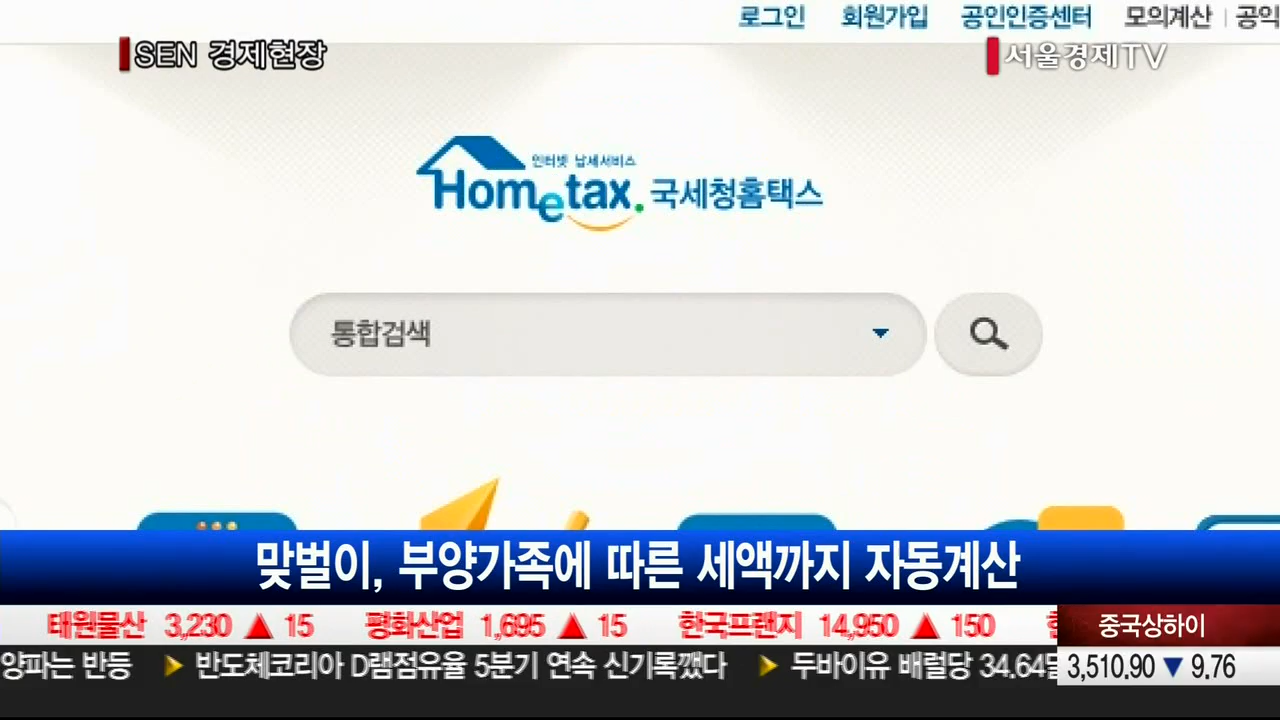 로그인 회원가입 공인인증센터 모의계산 공익
SEN 경제현장
서울경제TV
인터넷 납세서비스
Hometax. 국세청홈택스
통합검색
맞벌이, 부양가족에 따른 세액까지 자동계산
태원물산 3,230 ▲ 15 평화산업 1,695 ▲ 15 한국프랜지 14,950 ▲ 150
중국상하이
양파는 반등 ▶ 반도체코리아 D램점유율 5분기 연속 신기록깼다 ▶ 두바이유 배럴당 34.64달
3,510.90 ▼ 9.76